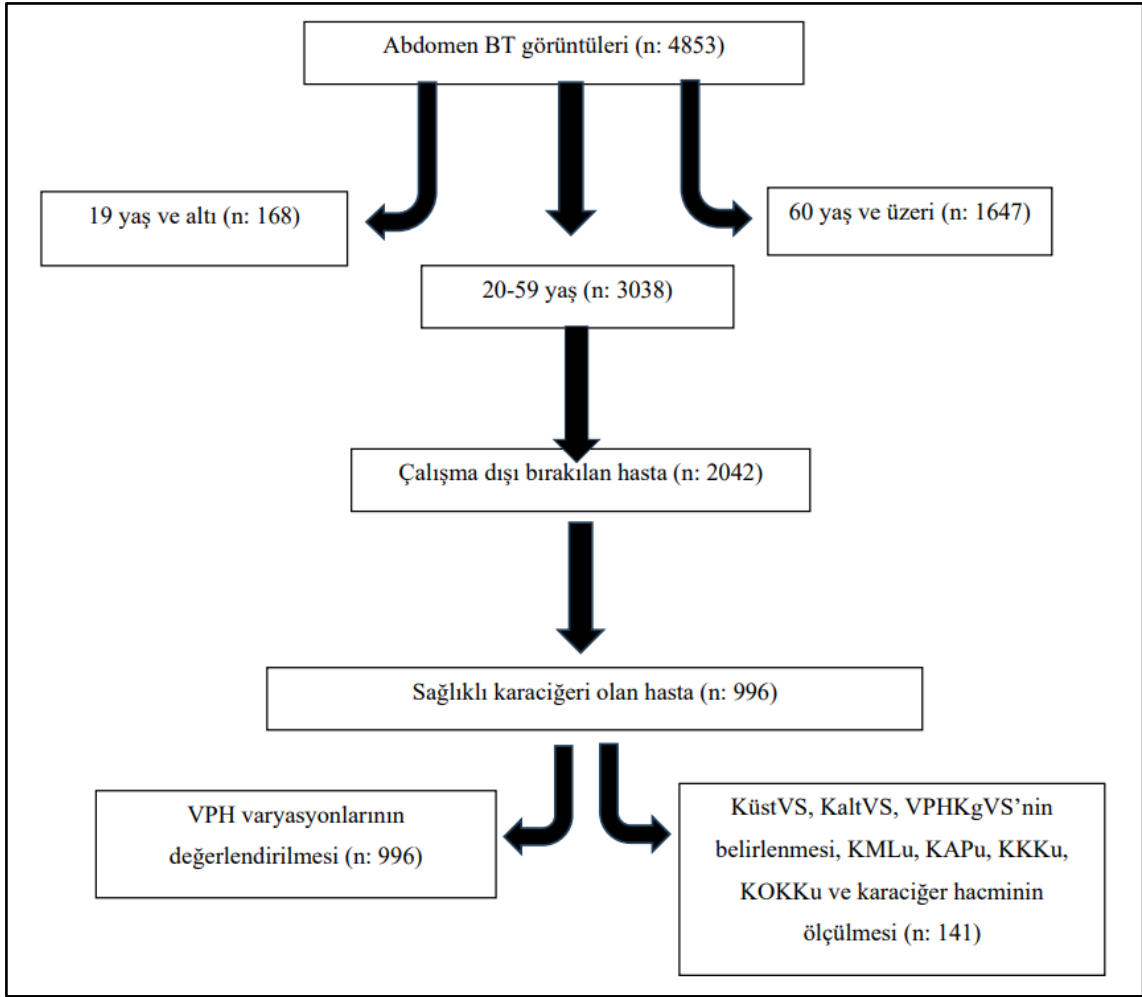 Abdomen BT görüntüleri (n: 4853)
19 yaş ve altı (n: 168)
60 yaş ve üzeri (n: 1647)
20-59 yaş (n: 3038)
Çalışma dışı bırakılan hasta (n: 2042)
Sağlıklı karaciğeri olan hasta (n: 996)
VPH varyasyonlarının
değerlendirilmesi (n: 996)
KüstVS, KaltVS, VPHKgVS’nin
belirlenmesi, KMLu, KAPu, KKKu,
KOKKu ve karaciğer hacminin
ölçülmesi (n: 141)